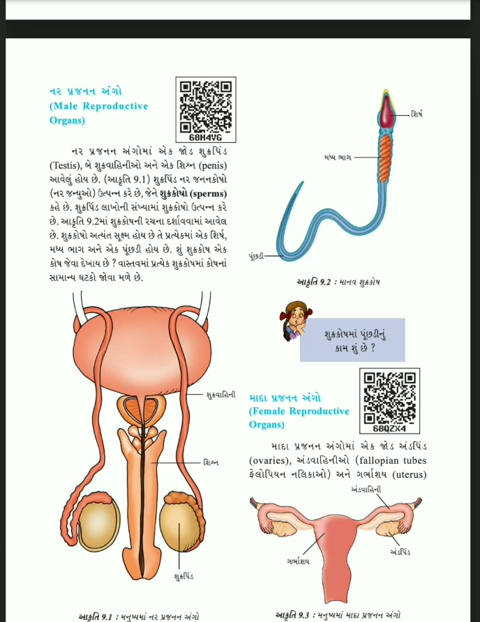 નર પ્રજનન અંગો
(Male Reproductive
Organs)
68H4VG
નર પ્રજનન અંગોમાં એક જોડ શુક્રપિંડ
(Testis), બે શુક્રવાહિનીઓ અને એક શિશ્ન (penis)
આવેલું હોય છે. (આકૃતિ 9.1) શુક્રપિંડ નર જનનકોષો
(નર જન્યુઓ) ઉત્પન્ન કરે છે, જેને શુક્રકોષો (sperms)
કહે છે. શુક્રપિંડ લાખોની સંખ્યામાં શુક્રકોષો ઉત્પન્ન કરે
છે. આકૃતિ 9.2માં શુક્રકોષની રચના દર્શાવવામાં આવેલ
છે. શુક્રકોષો અત્યંત સૂક્ષ્મ હોય છે તે પ્રત્યેકમાં એક શિર્ષ,
મધ્ય ભાગ અને એક પૂંછડી હોય છે. શું શુક્રકોષ એક
કોષ જેવા દેખાય છે ? વાસ્તવમાં પ્રત્યેક શુક્રકોષમાં કોષનાં
સામાન્ય ઘટકો જોવા મળે છે.
શુક્રવાહિની
શિશ્ન
શુક્રપિંડ
આકૃતિ 9.1 : મનુષ્યમાં નર પ્રજનન અંગો
શિર્ષ
મધ્ય ભાગ
પૂંછડી
આકૃતિ 9.2 : માનવ શુક્રકોષ
શુક્રકોષમાં પૂંછડીનું
કામ શું છે ?
માદા પ્રજનન અંગો
(Female Reproductive
Organs)
68QZX4
માદા પ્રજનન અંગોમાં એક જોડ અંડપિંડ
(ovaries), અંડવાહિનીઓ (fallopian tubes
ફેલોપિયન નલિકાઓ) અને ગર્ભાશય (uterus)
અંડવાહિની
ગર્ભાશય
અંડપિંડ
આકૃતિ 9.3 : મનુષ્યમાં માદા પ્રજનન અંગો